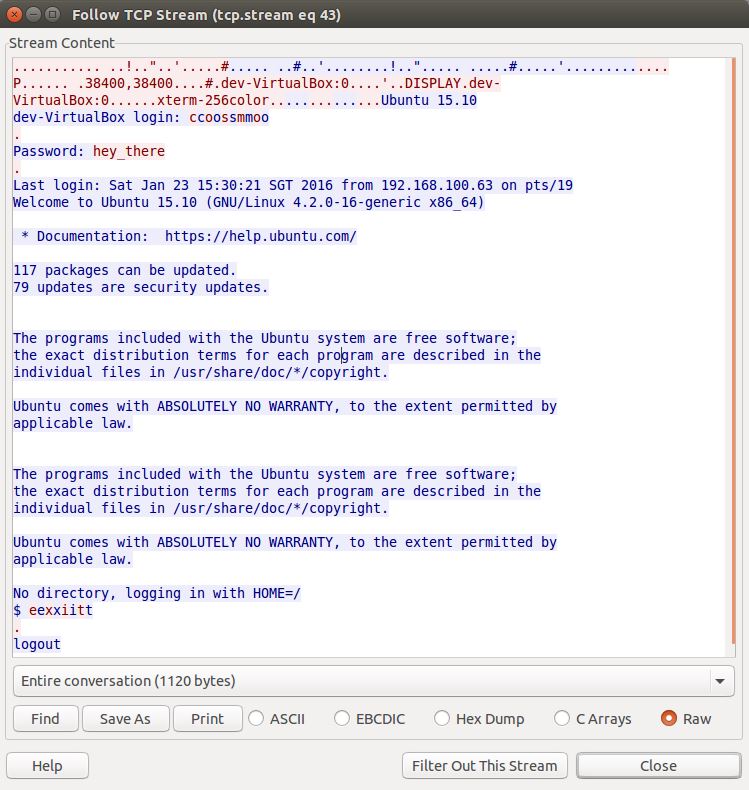 Follow TCP Stream (tcp.stream eq 43)
Stream Content
........... ..!.."..'.....#..... ..#..'........!.."..... .....#.....'.............
P...... .38400,38400....#.dev-VirtualBox:0....'..DISPLAY.dev-
VirtualBox:0......xterm-256color..............Ubuntu 15.10
dev-VirtualBox login: ccoossmmoo
.
Password: hey_there
.
Last login: Sat Jan 23 15:30:21 SGT 2016 from 192.168.100.63 on pts/19
Welcome to Ubuntu 15.10 (GNU/Linux 4.2.0-16-generic x86_64)
* Documentation:  https://help.ubuntu.com/
117 packages can be updated.
79 updates are security updates.
The programs included with the Ubuntu system are free software;
the exact distribution terms for each program are described in the
individual files in /usr/share/doc/*/copyright.
Ubuntu comes with ABSOLUTELY NO WARRANTY, to the extent permitted by
applicable law.
The programs included with the Ubuntu system are free software;
the exact distribution terms for each program are described in the
individual files in /usr/share/doc/*/copyright.
Ubuntu comes with ABSOLUTELY NO WARRANTY, to the extent permitted by
applicable law.
No directory, logging in with HOME=/
$ eexxiitt
.
logout
Entire conversation (1120 bytes)
Find Save As Print ASCII EBCDIC Hex Dump C Arrays Raw
Help Filter Out This Stream Close